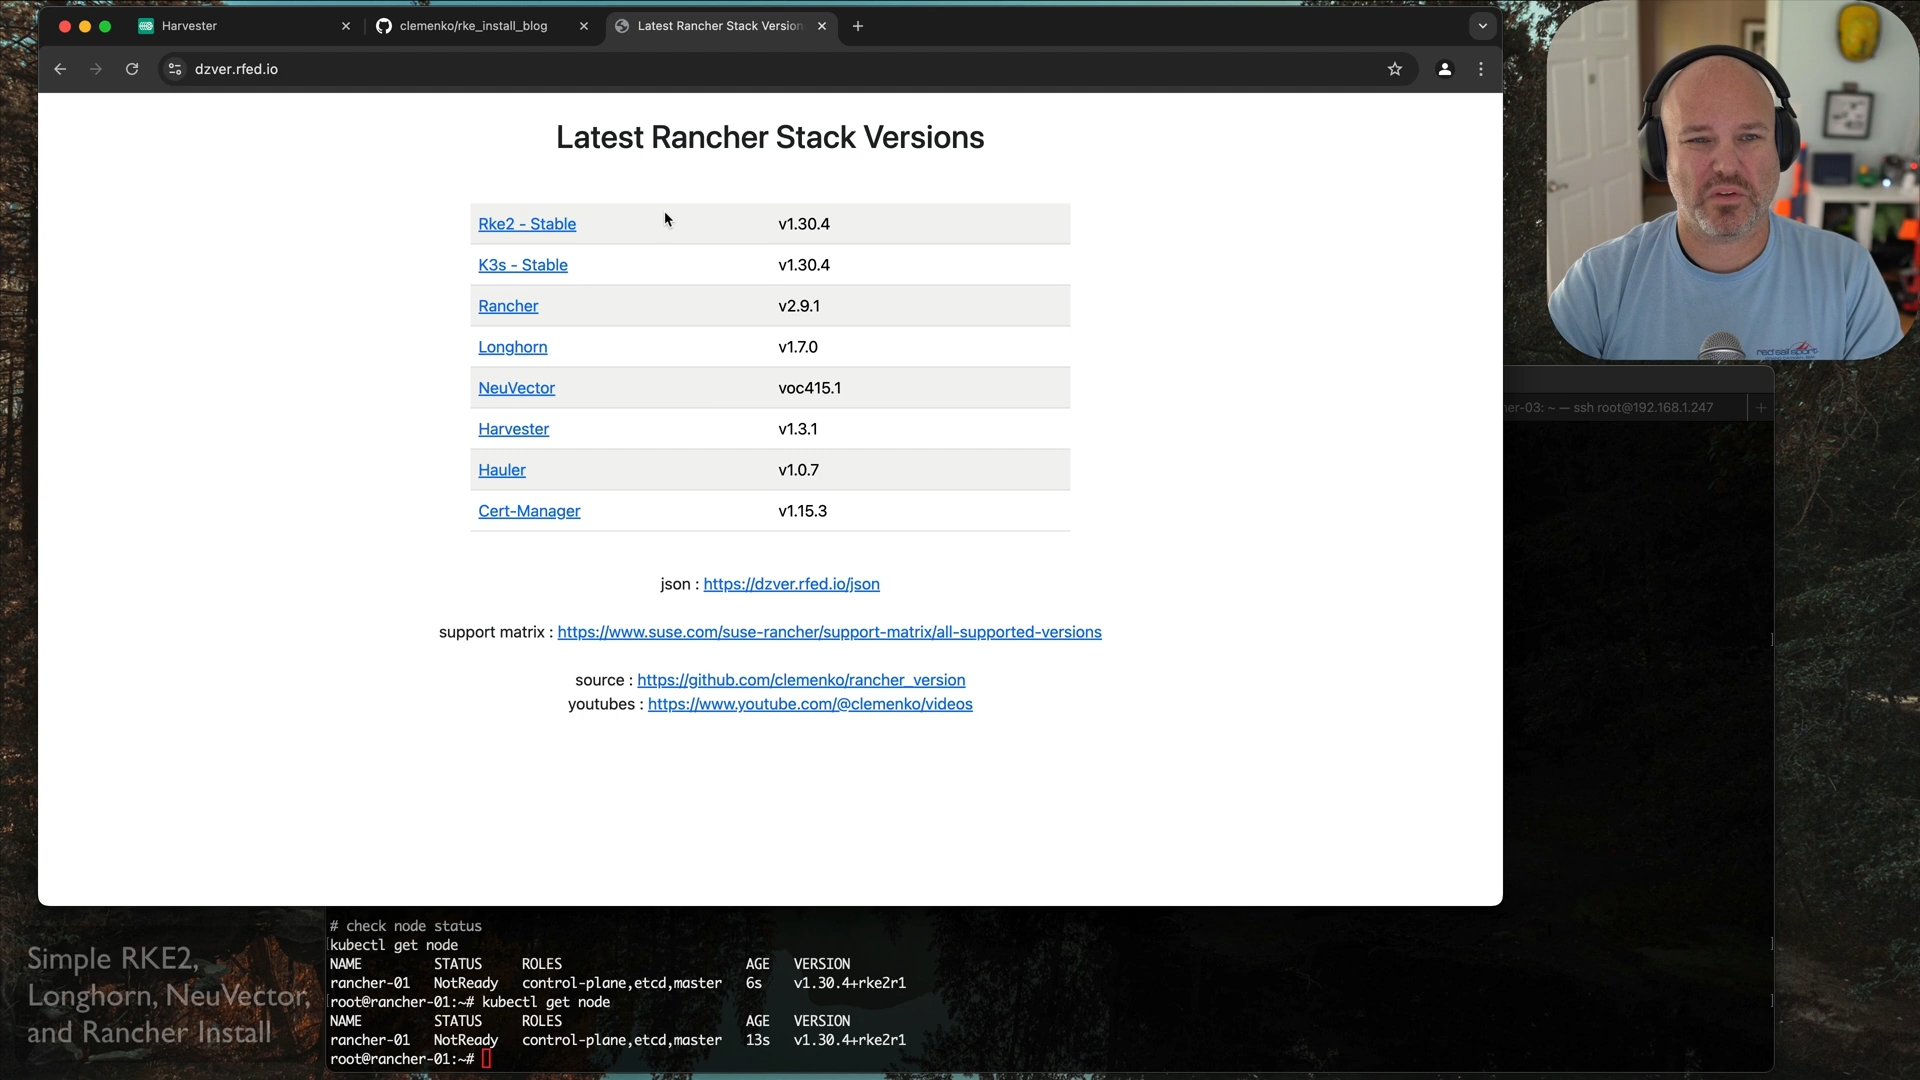 Harvester
clemenko/rke_install_blog
Latest Rancher Stack Version
dzver.rfed.io
Latest Rancher Stack Versions
Rke2 - Stable v1.30.4
K3s - Stable v1.30.4
Rancher v2.9.1
Longhorn v1.7.0
NeuVector voc415.1
Harvester v1.3.1
Hauler v1.0.7
Cert-Manager v1.15.3
json : https://dzver.rfed.io/json
support matrix : https://www.suse.com/suse-rancher/support-matrix/all-supported-versions
source : https://github.com/clemenko/rancher_version
youtubes : https://www.youtube.com/@clemenko/videos
red sail sport
er-03: ~ — ssh root@192.168.1.247
# check node status
kubectl get node
NAME STATUS ROLES AGE VERSION
rancher-01 NotReady control-plane,etcd,master 6s v1.30.4+rke2r1
root@rancher-01:~# kubectl get node
NAME STATUS ROLES AGE VERSION
rancher-01 NotReady control-plane,etcd,master 13s v1.30.4+rke2r1
root@rancher-01:~#
Simple RKE2,
Longhorn, NeuVector,
and Rancher Install